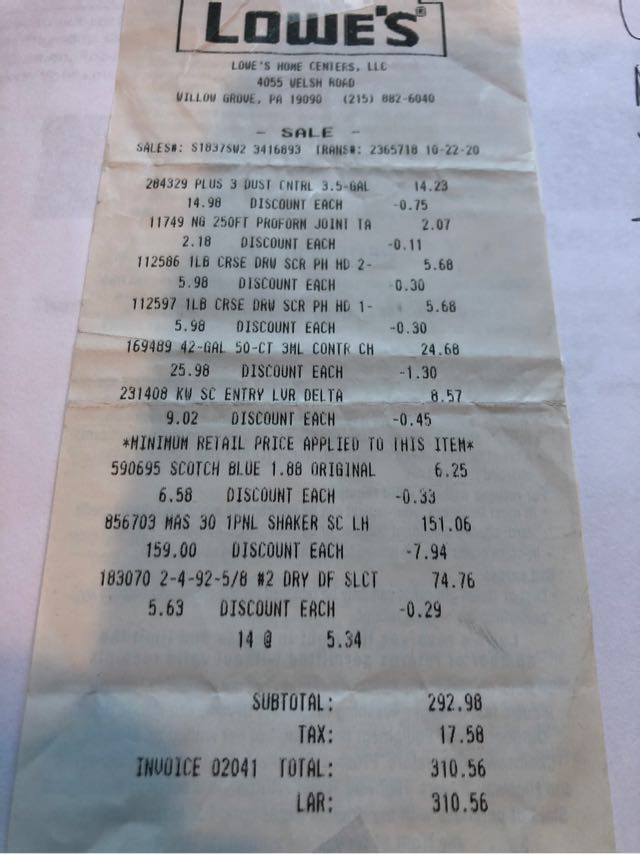 LOWE'S®
LOWE'S HOME CENTERS, LLC
4055 WELSH ROAD
WILLOW GROVE, PA 19090 (215) 882-6040
- SALE -
SALES#: S1837SW2 3416893 TRANS#: 2365718 10-22-20
284329 PLUS 3 DUST CNTRL 3.5-GAL 14.23
14.98 DISCOUNT EACH -0.75
11749 NG 250FT PROFORM JOINT TA 2.07
2.18 DISCOUNT EACH -0.11
112586 1LB CRSE DRW SCR PH HD 2- 5.68
5.98 DISCOUNT EACH -0.30
112597 1LB CRSE DRW SCR PH HD 1- 5.68
5.98 DISCOUNT EACH -0.30
169489 42-GAL 50-CT 3ML CONTR CH 24.68
25.98 DISCOUNT EACH -1.30
231408 KW SC ENTRY LVR DELTA 8.57
9.02 DISCOUNT EACH -0.45
*MINIMUM RETAIL PRICE APPLIED TO THIS ITEM*
590695 SCOTCH BLUE 1.88 ORIGINAL 6.25
6.58 DISCOUNT EACH -0.33
856703 MAS 30 1PNL SHAKER SC LH 151.06
159.00 DISCOUNT EACH -7.94
183070 2-4-92-5/8 #2 DRY DF SLCT 74.76
5.63 DISCOUNT EACH -0.29
14 @ 5.34
SUBTOTAL: 292.98
TAX: 17.58
INVOICE 02041 TOTAL: 310.56
LAR: 310.56